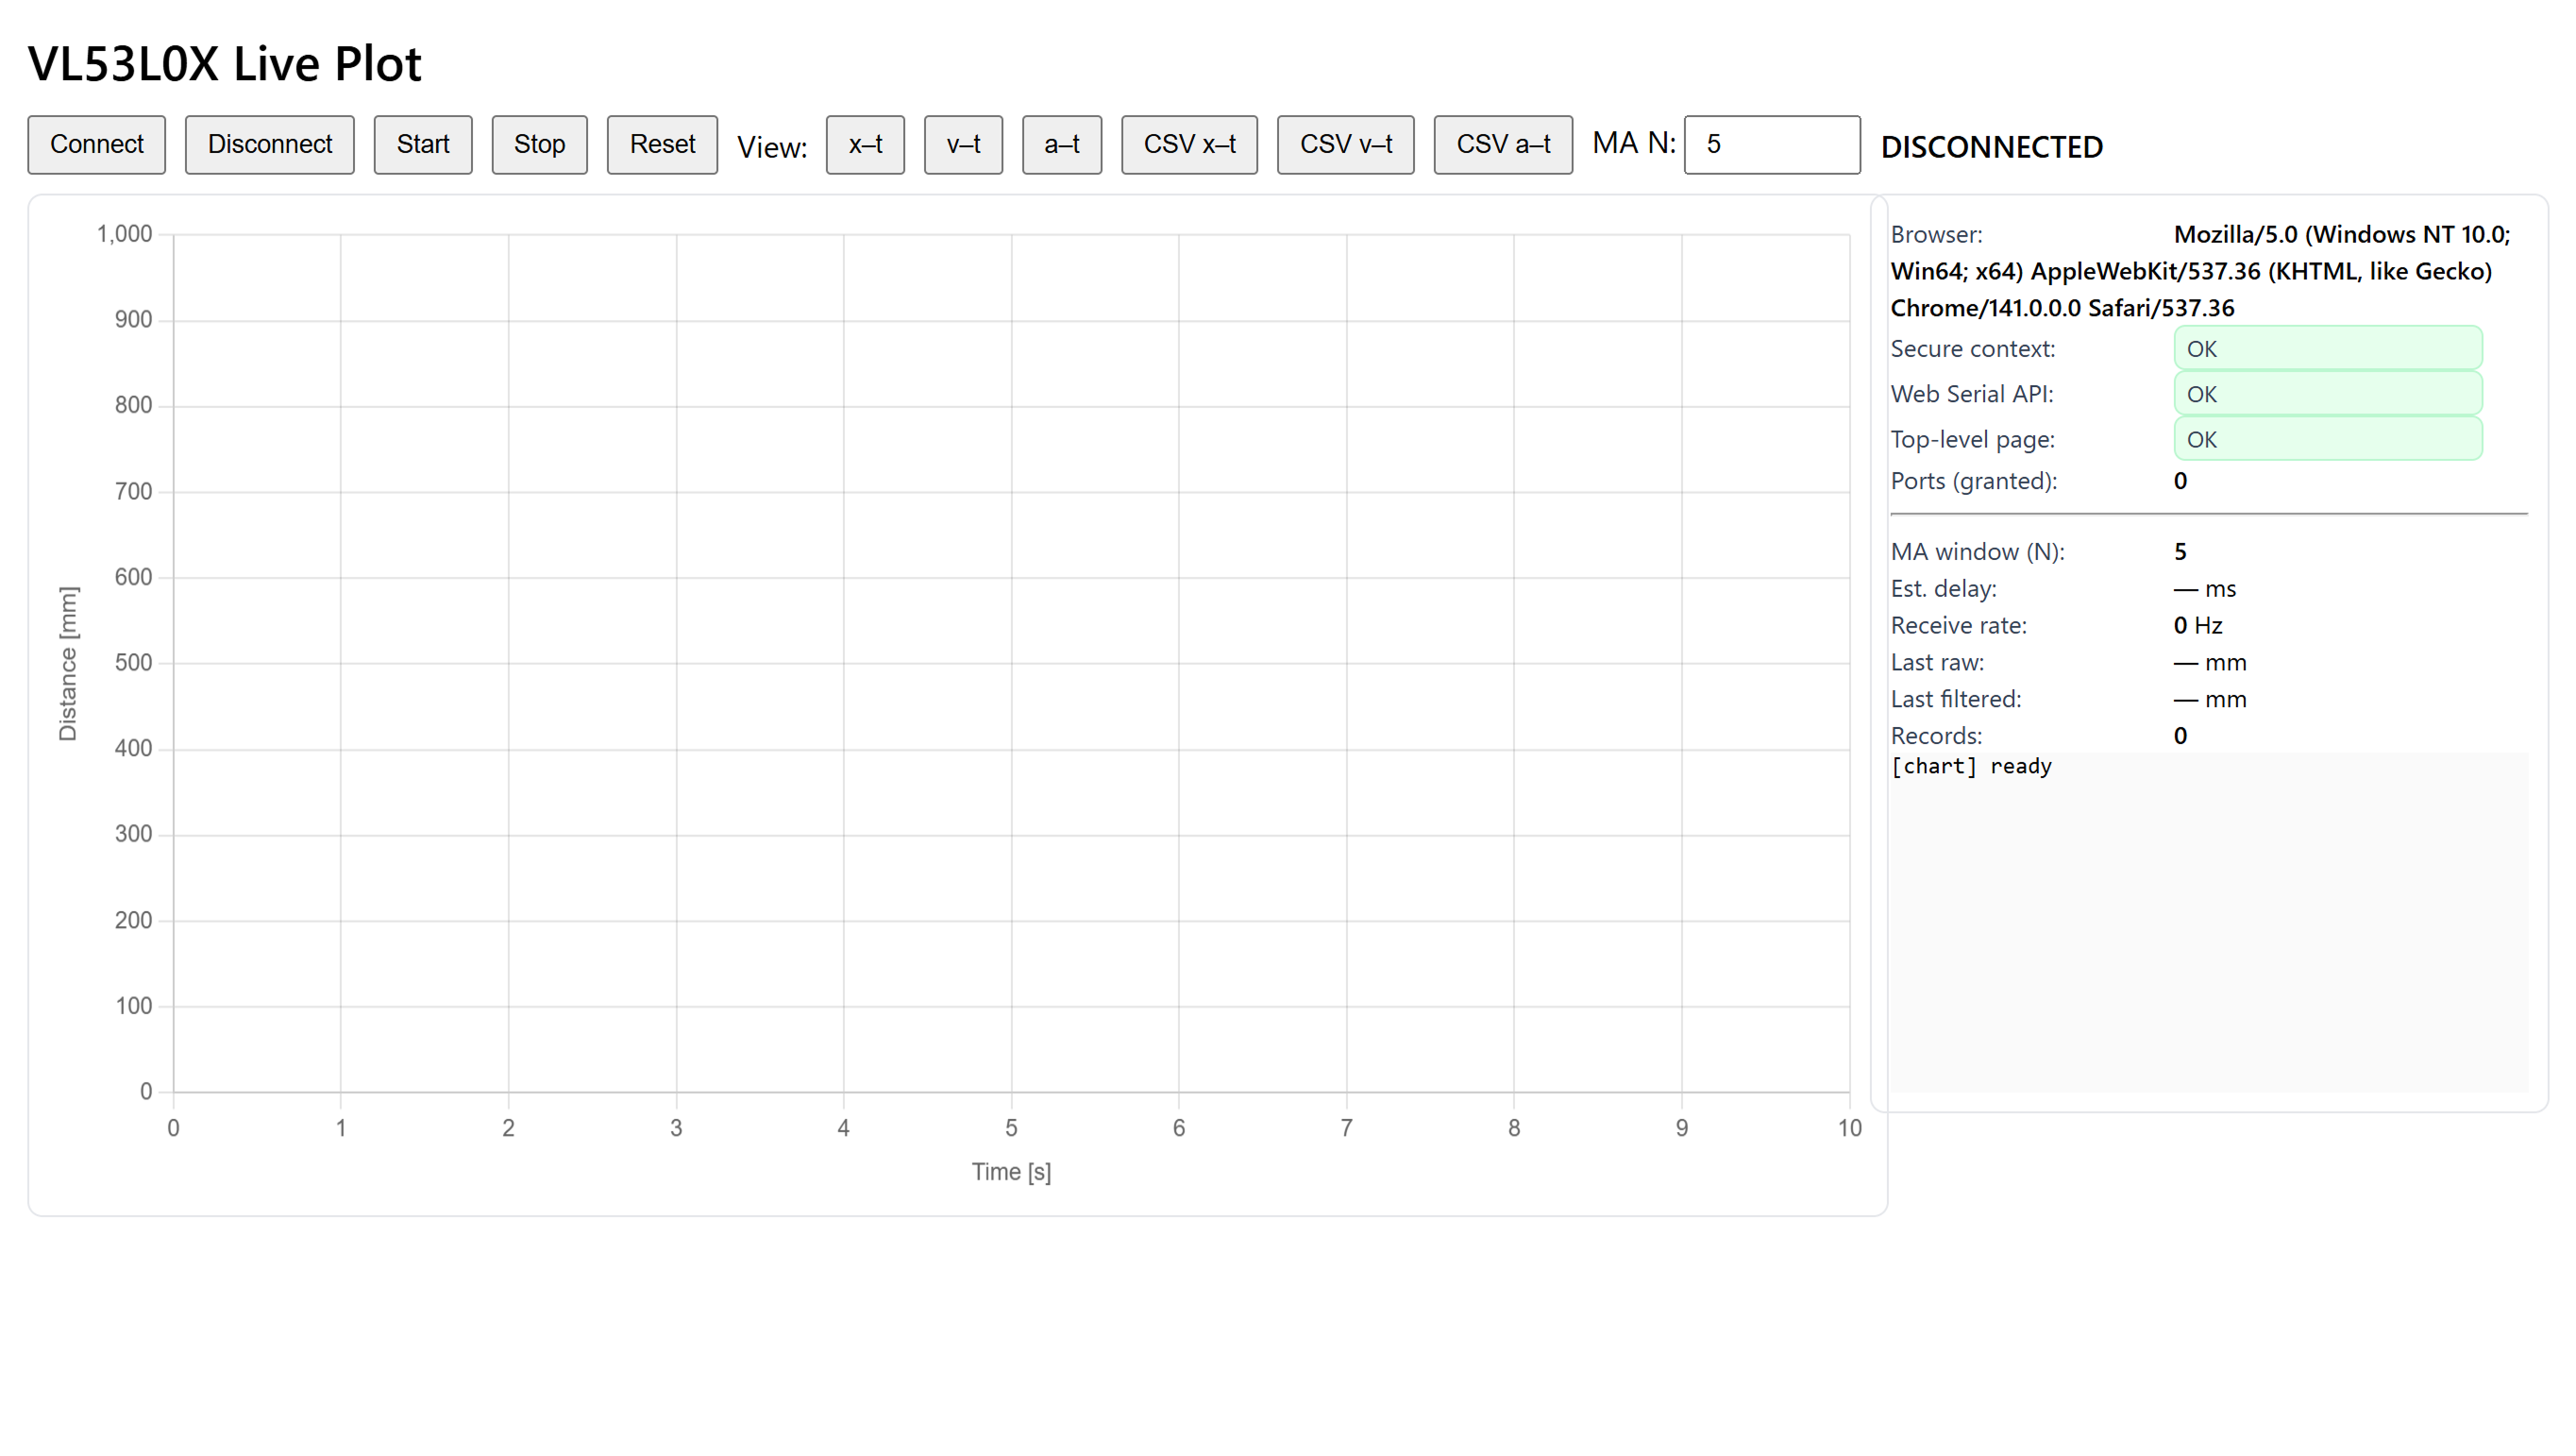 VL53L0X Live Plot
Connect Disconnect Start Stop Reset View: x–t v–t a–t CSV x–t CSV v–t CSV a–t MA N: 5 DISCONNECTED
1,000
900
800
700
600
500
400
300
200
100
0
Distance [mm]
0 1 2 3 4 5 6 7 8 9 10
Time [s]
Browser: Mozilla/5.0 (Windows NT 10.0;
Win64; x64) AppleWebKit/537.36 (KHTML, like Gecko)
Chrome/141.0.0.0 Safari/537.36
Secure context: OK
Web Serial API: OK
Top-level page: OK
Ports (granted): 0
MA window (N): 5
Est. delay: — ms
Receive rate: 0 Hz
Last raw: — mm
Last filtered: — mm
Records: 0
[chart] ready